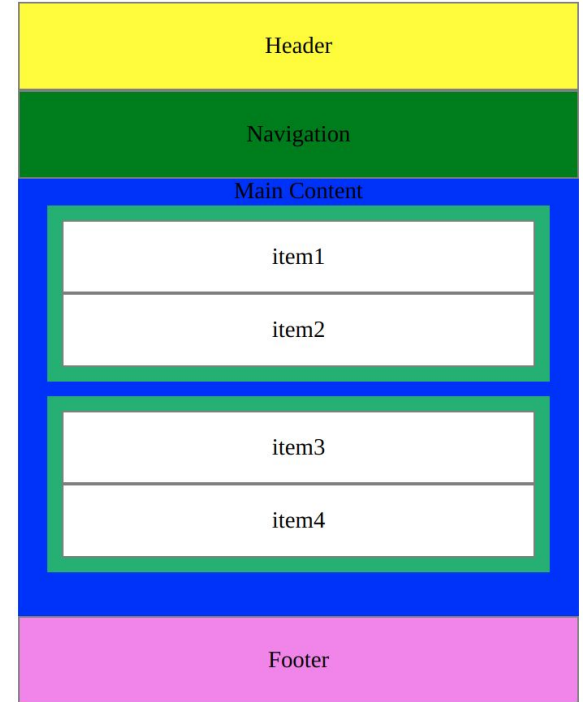 Header
Navigation
Main Content
item1
item2
item3
item4
Footer